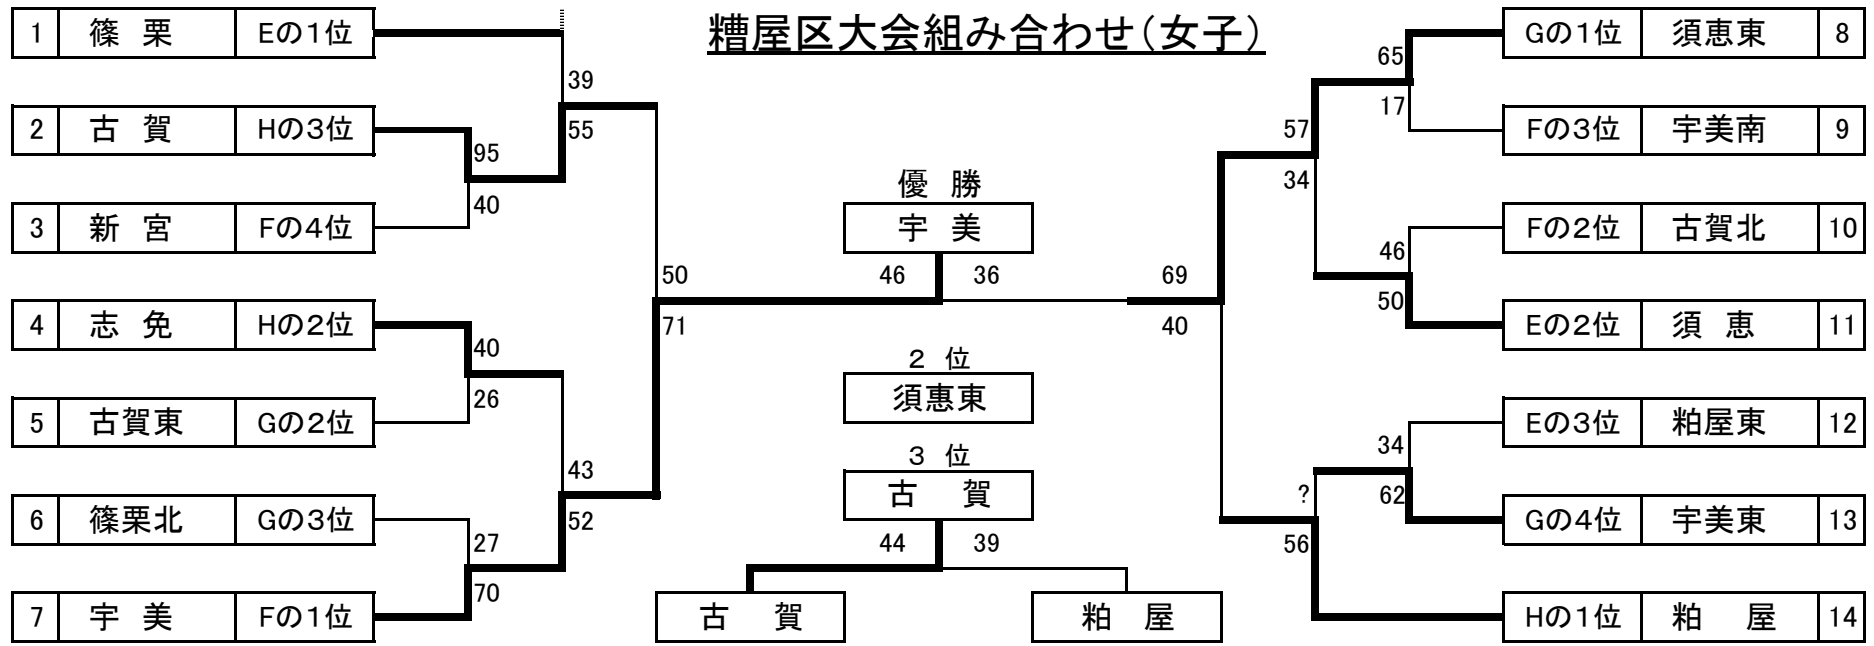 糟屋区大会組み合わせ（女子）
1 篠 栗 Eの1位
39
55
2 古 賀 Hの3位
95
40
3 新 宮 Fの4位
50
71
4 志 免 Hの2位
40
26
5 古賀東 Gの2位
43
52
6 篠栗北 Gの3位
27
70
7 宇 美 Fの1位
優 勝
宇 美
46 36
2 位
須惠東
3 位
古 賀
44 39
古 賀
粕 屋
Gの1位 須恵東 8
65
17
Fの3位 宇美南 9
57
34
Fの2位 古賀北 10
46
50
Eの2位 須 恵 11
69
40
Eの3位 粕屋東 12
34
62
Gの4位 宇美東 13
?
56
Hの1位 粕 屋 14